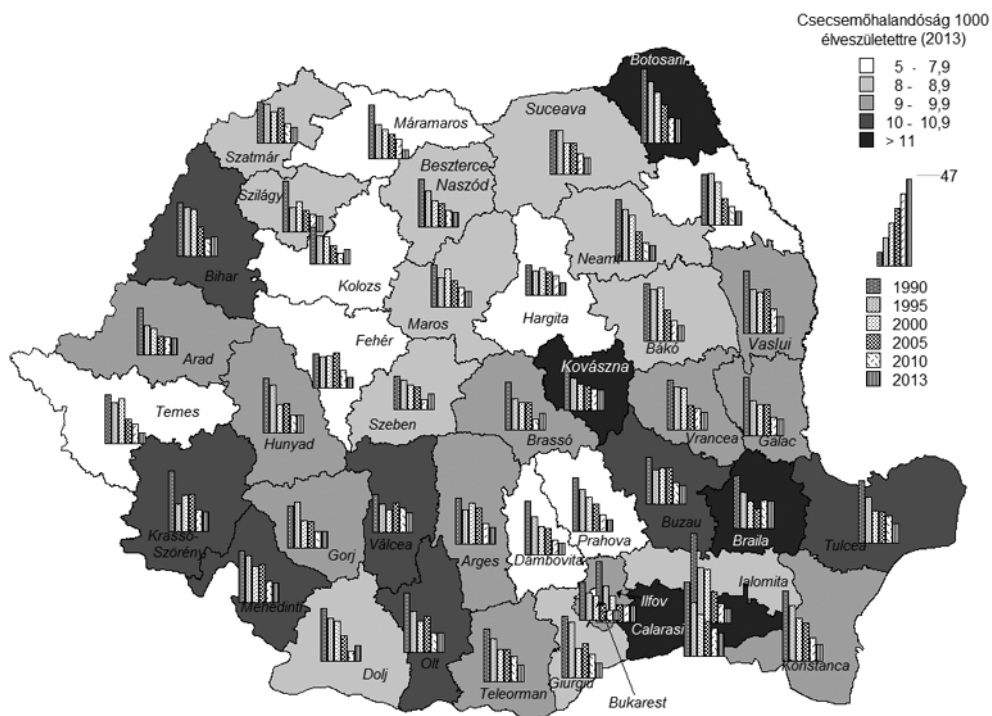 Csecsemőhalandóság 1000
élveszületettre (2013)
5 - 7,9
8 - 8,9
9 - 9,9
10 - 10,9
> 11
47
1990
1995
2000
2005
2010
2013
Botosani
Suceava
Máramaros
Szatmár
Beszterce
Naszód
Szilágy
Neamt
Bihar
Kolozs
Hargita
Maros
Bákó
Vaslui
Fehér
Arad
Kovászna
Temes
Szeben
Hunyad
Brassó
Vrancea
Galac
Krassó-
Szörény
Gorj
Válcea
Arges
Dambovita
Prahova
Buzau
Braila
Tulcea
Mehedinti
Ilfov
Ialomita
Calarasi
Dolj
Olt
Teleorman
Giurgiu
Bukarest
Konstanca